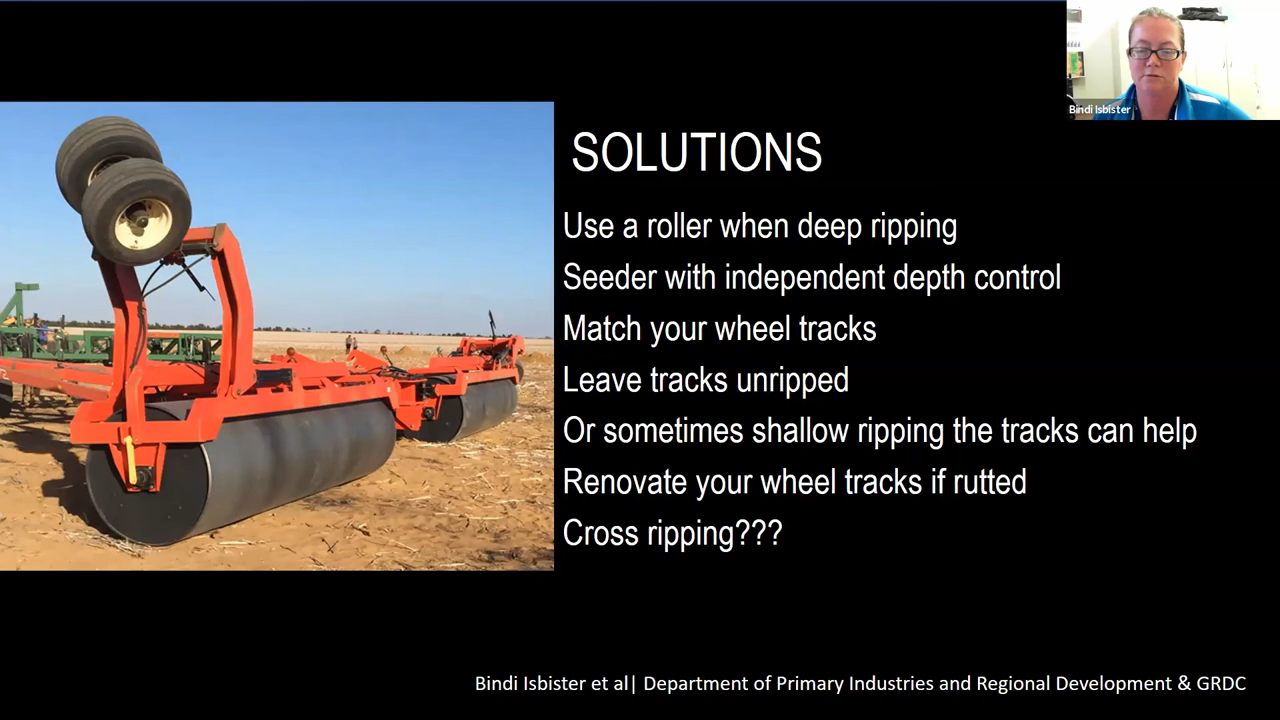 Bindi Isbister
SOLUTIONS
Use a roller when deep ripping
Seeder with independent depth control
Match your wheel tracks
Leave tracks unripped
Or sometimes shallow ripping the tracks can help
Renovate your wheel tracks if rutted
Cross ripping???
Bindi Isbister et al| Department of Primary Industries and Regional Development & GRDC